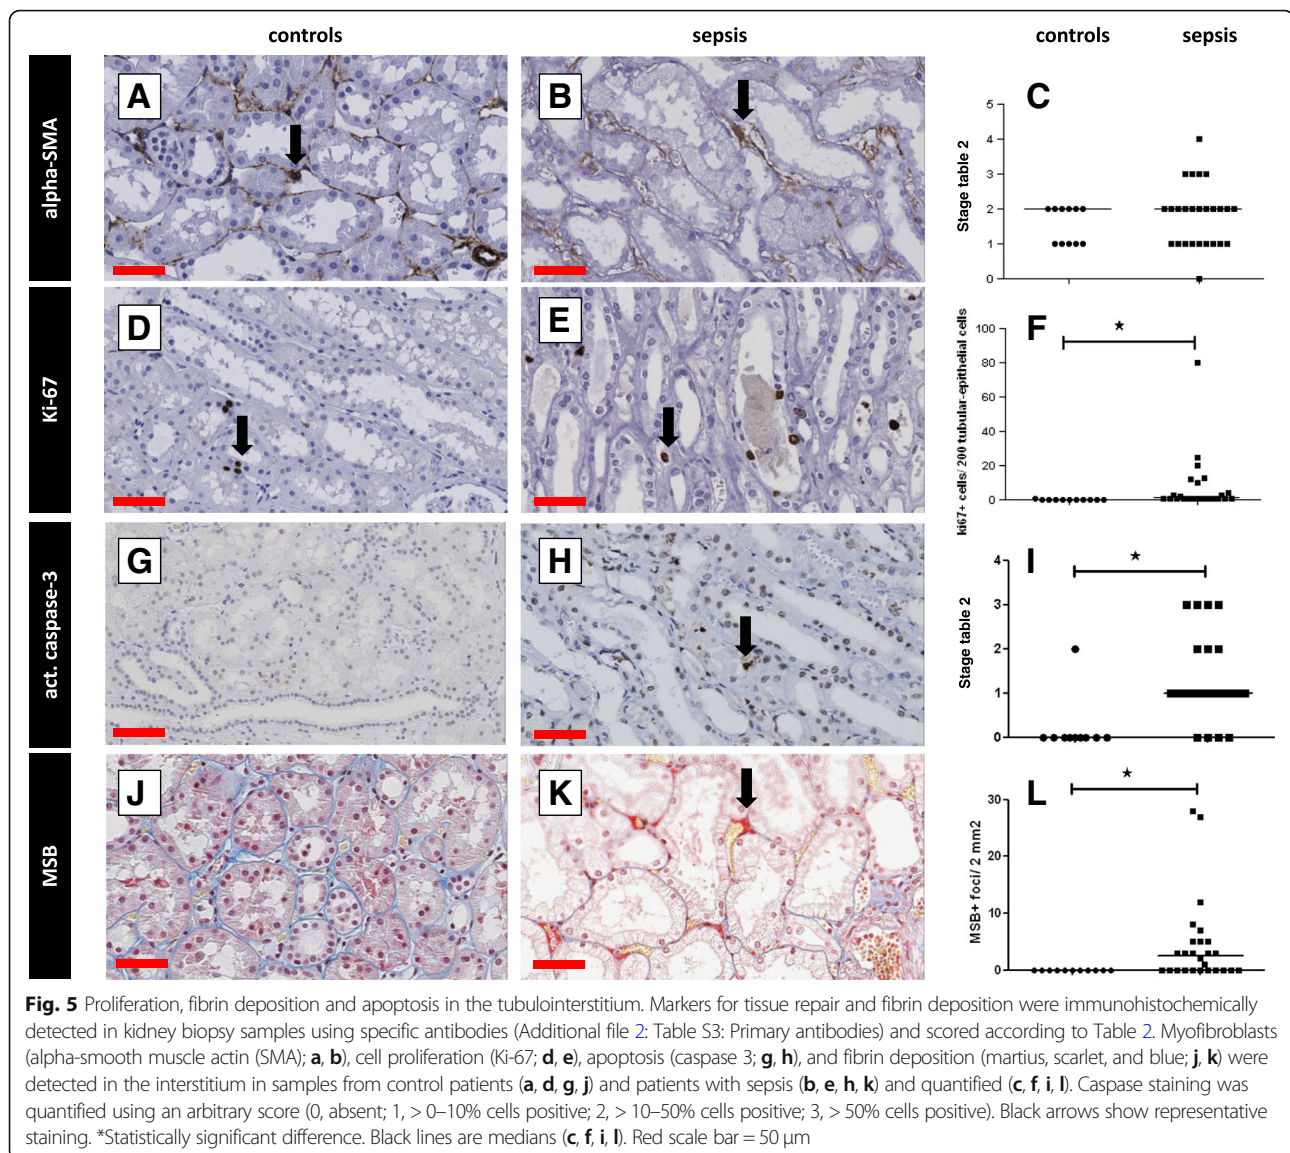 controls
sepsis
controls
sepsis
alpha-SMA
A
B
C
Stage table 2
5
4
3
2
1
0
Ki-67
D
E
F
*
ki67+ cells/ 200 tubular-epithelial cells
100
80
60
40
20
0
act. caspase-3
G
H
I
*
Stage table 2
4
3
2
1
0
MSB
J
K
L
*
MSB+ foci/ 2 mm2
30
20
10
0
Fig. 5 Proliferation, fibrin deposition and apoptosis in the tubulointerstitium. Markers for tissue repair and fibrin deposition were immunohistochemically
detected in kidney biopsy samples using specific antibodies (Additional file 2: Table S3: Primary antibodies) and scored according to Table 2. Myofibroblasts
(alpha-smooth muscle actin (SMA); a, b), cell proliferation (Ki-67; d, e), apoptosis (caspase 3; g, h), and fibrin deposition (martius, scarlet, and blue; j, k) were
detected in the interstitium in samples from control patients (a, d, g, j) and patients with sepsis (b, e, h, k) and quantified (c, f, i, l). Caspase staining was
quantified using an arbitrary score (0, absent; 1, > 0–10% cells positive; 2, > 10–50% cells positive; 3, > 50% cells positive). Black arrows show representative
staining. *Statistically significant difference. Black lines are medians (c, f, i, l). Red scale bar = 50 μm